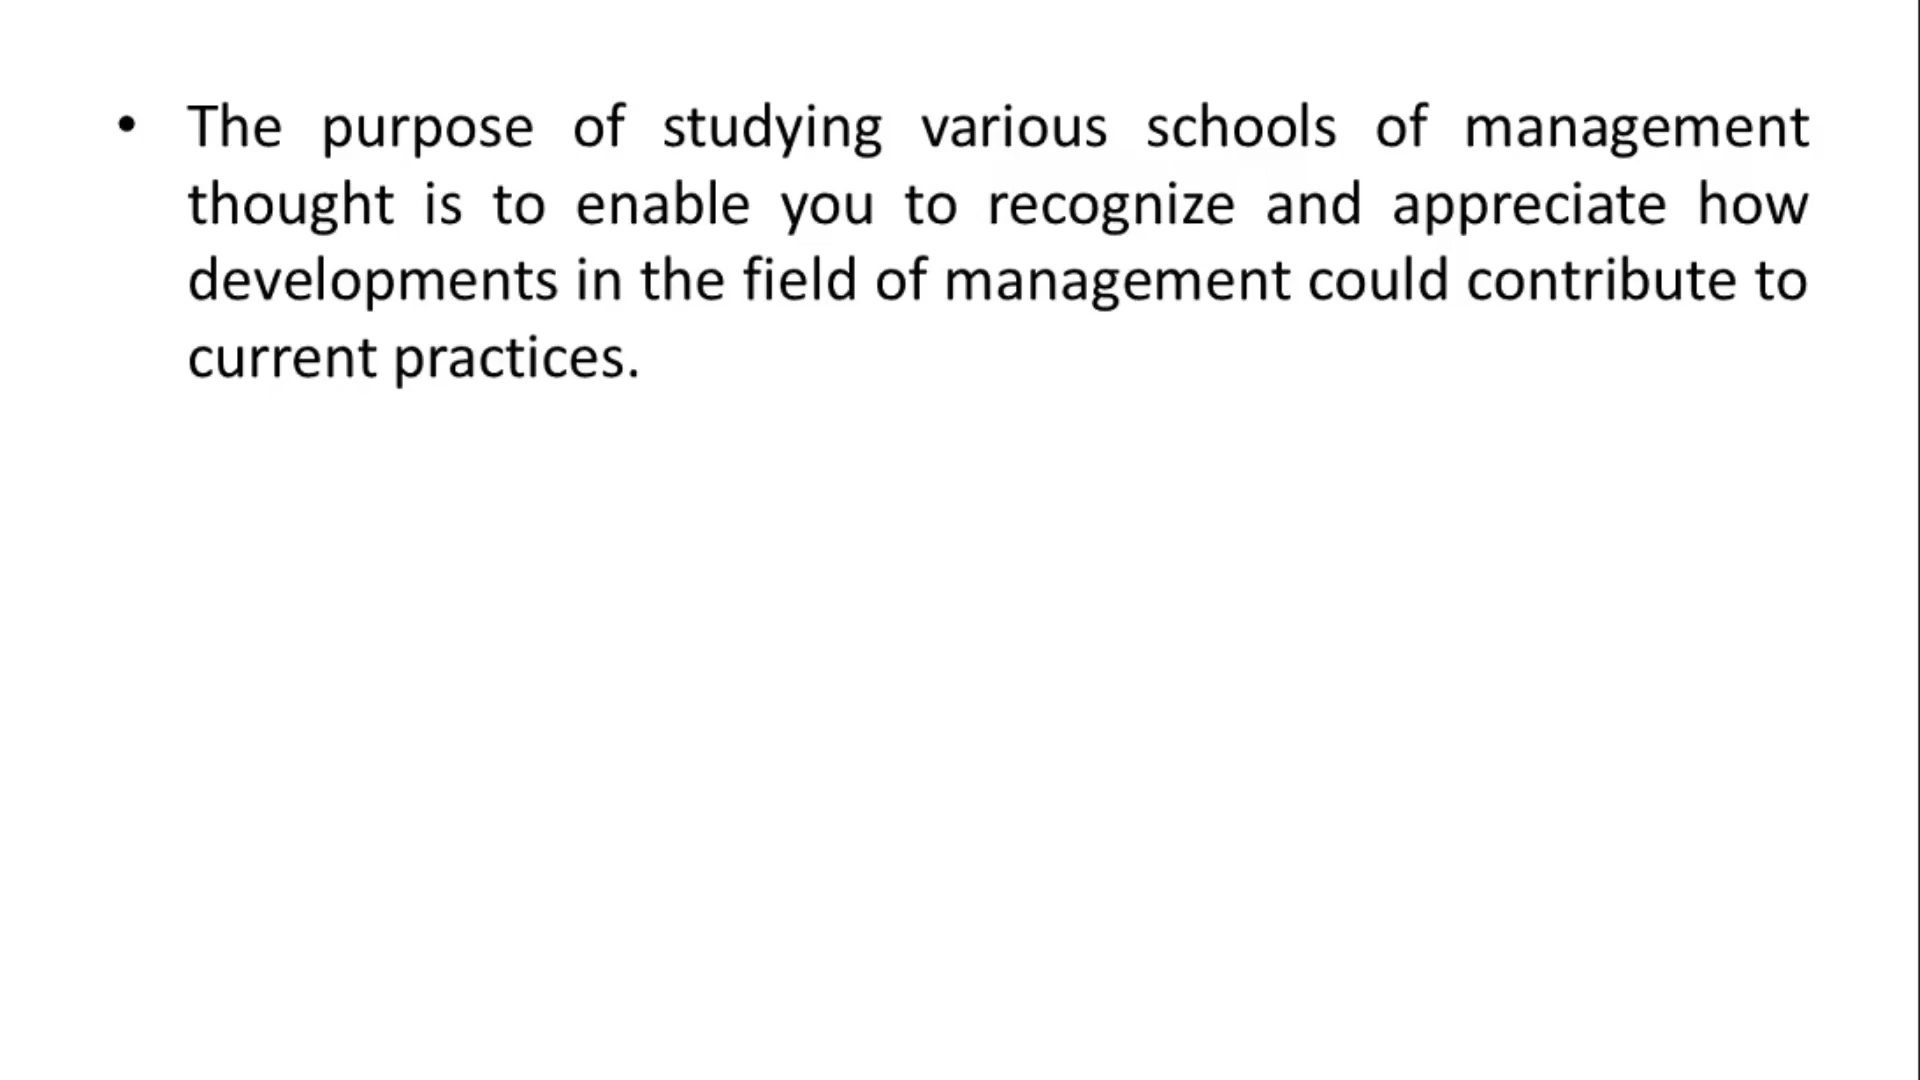 • The purpose of studying various schools of management
thought is to enable you to recognize and appreciate how
developments in the field of management could contribute to
current practices.